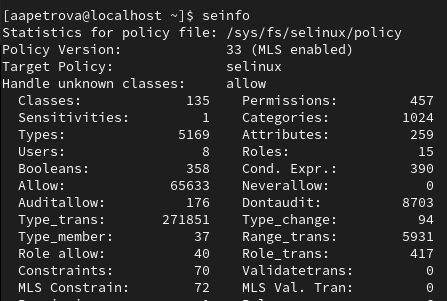 [aapetrova@localhost ~]$ seinfo
Statistics for policy file: /sys/fs/selinux/policy
Policy Version:             33 (MLS enabled)
Target Policy:              selinux
Handle unknown classes:     allow
  Classes:             135    Permissions:         457
  Sensitivities:         1    Categories:         1024
  Types:              5169    Attributes:          259
  Users:                 8    Roles:                15
  Booleans:            358    Cond. Expr.:         390
  Allow:             65633    Neverallow:            0
  Auditallow:          176    Dontaudit:          8703
  Type_trans:       271851    Type_change:          94
  Type_member:          37    Range_trans:        5931
  Role allow:           40    Role_trans:          417
  Constraints:          70    Validatetrans:         0
  MLS Constrain:        72    MLS Val. Tran:         0